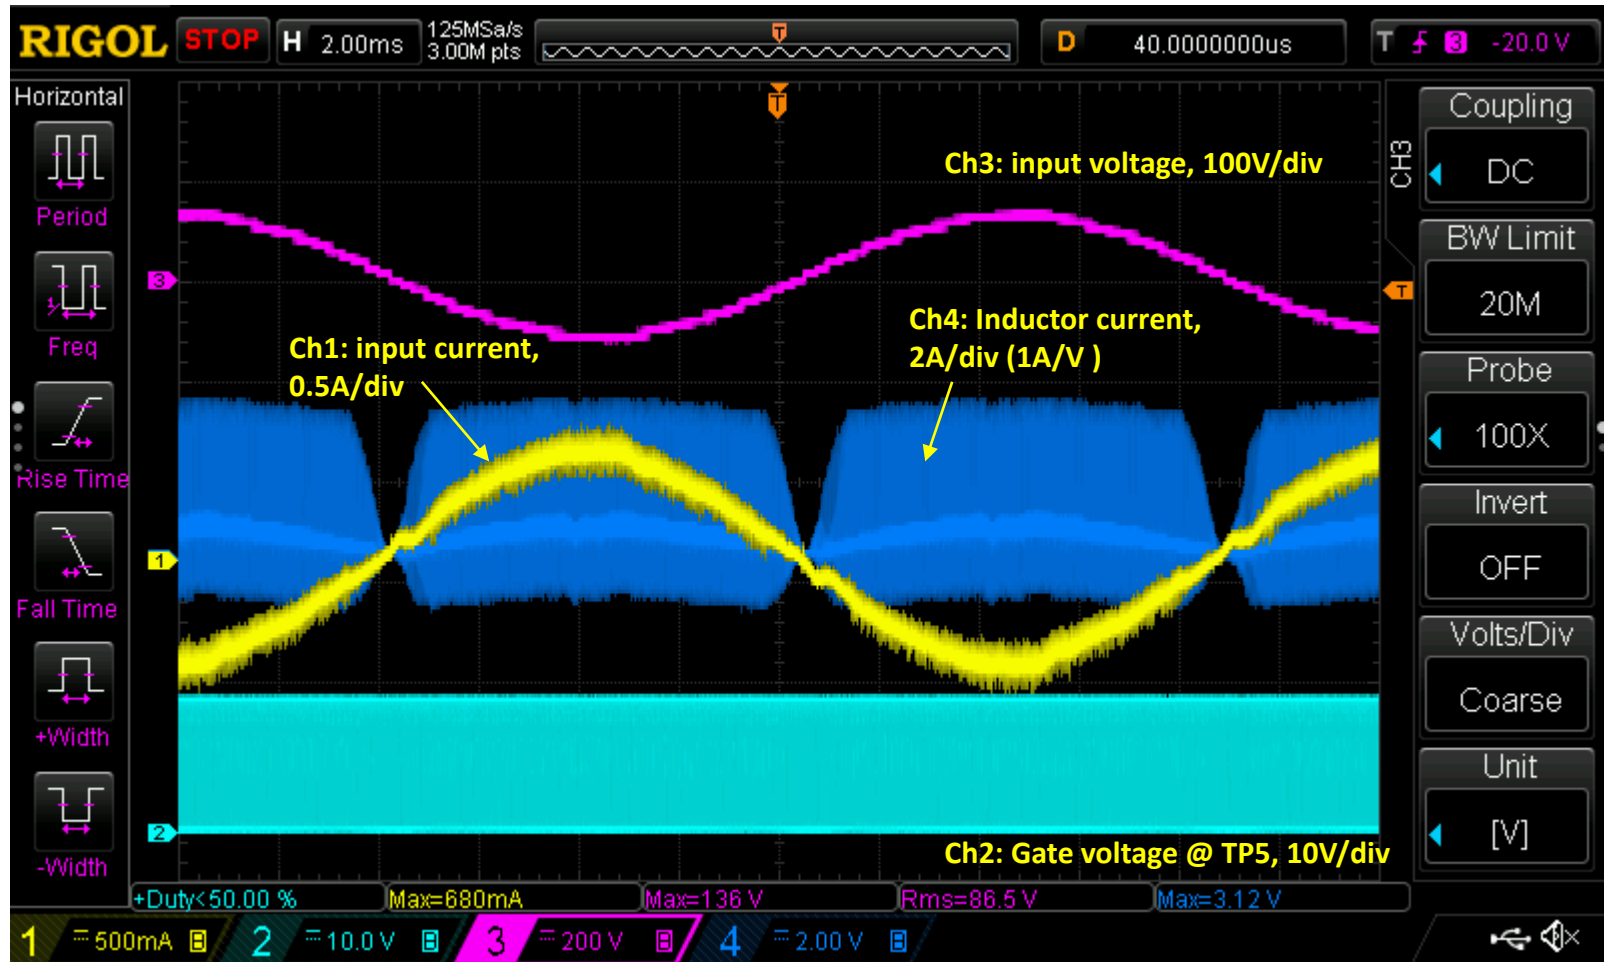 RIGOL STOP H 2.00ms 125MSa/s
3.00M pts
T
D 40.0000000us T 3 -20.0 V
Horizontal
Period
Freq
Rise Time
Fall Time
+Width
-Width
T
Ch3: input voltage, 100V/div
3
Ch1: input current,
0.5A/div
Ch4: Inductor current,
2A/div (1A/V )
T
1
2
Ch2: Gate voltage @ TP5, 10V/div
CH3
Coupling
DC
BW Limit
20M
Probe
100X
Invert
OFF
Volts/Div
Coarse
Unit
[V]
+Duty<50.00 % Max=680mA Max=136 V Rms=86.5 V Max=3.12 V
1 500mA B 2 10.0 V B 3 200 V B 4 2.00 V B